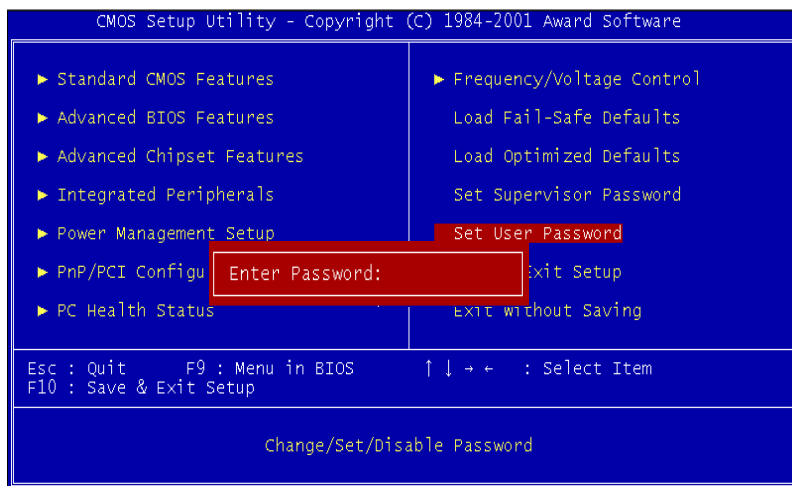 CMOS Setup Utility - Copyright (C) 1984-2001 Award Software
► Standard CMOS Features
► Advanced BIOS Features
► Advanced Chipset Features
► Integrated Peripherals
► Power Management Setup
► PnP/PCI Configu
► PC Health Status
► Frequency/Voltage Control
Load Fail-Safe Defaults
Load Optimized Defaults
Set Supervisor Password
Set User Password
Exit Setup
Exit Without Saving
Enter Password:
Esc : Quit F9 : Menu in BIOS ↑ ↓ → ← : Select Item
F10 : Save & Exit Setup
Change/Set/Disable Password